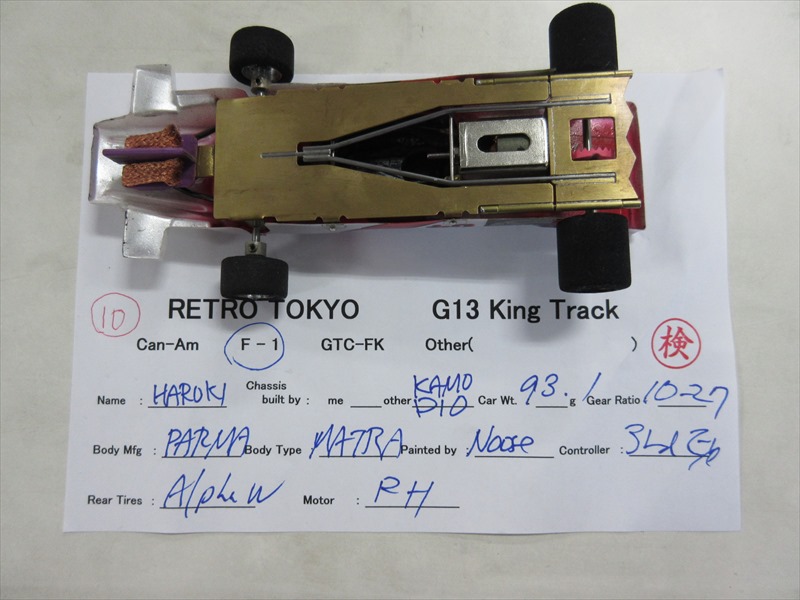 10 RETRO TOKYO G13 King Track
Can-Am F-1 GTC-FK Other( ) 検
Name : HAROKI Chassis built by : me ___ other KAMO DIO Car Wt. 93.1 g Gear Ratio 10-27
Body Mfg : PARMA Body Type MATRA Painted by : Noose Controller :
Rear Tires : Alpha Motor : RH